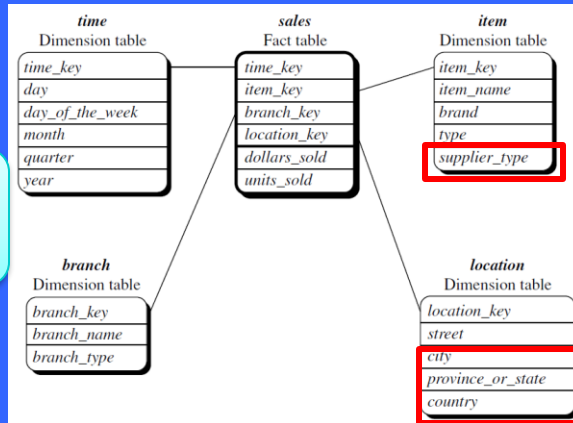 time
Dimension table
time_key
day
day_of_the_week
month
quarter
year
sales
Fact table
time_key
item_key
branch_key
location_key
dollars_sold
units_sold
item
Dimension table
item_key
item_name
brand
type
supplier_type
branch
Dimension table
branch_key
branch_name
branch_type
location
Dimension table
location_key
street
city
province_or_state
country